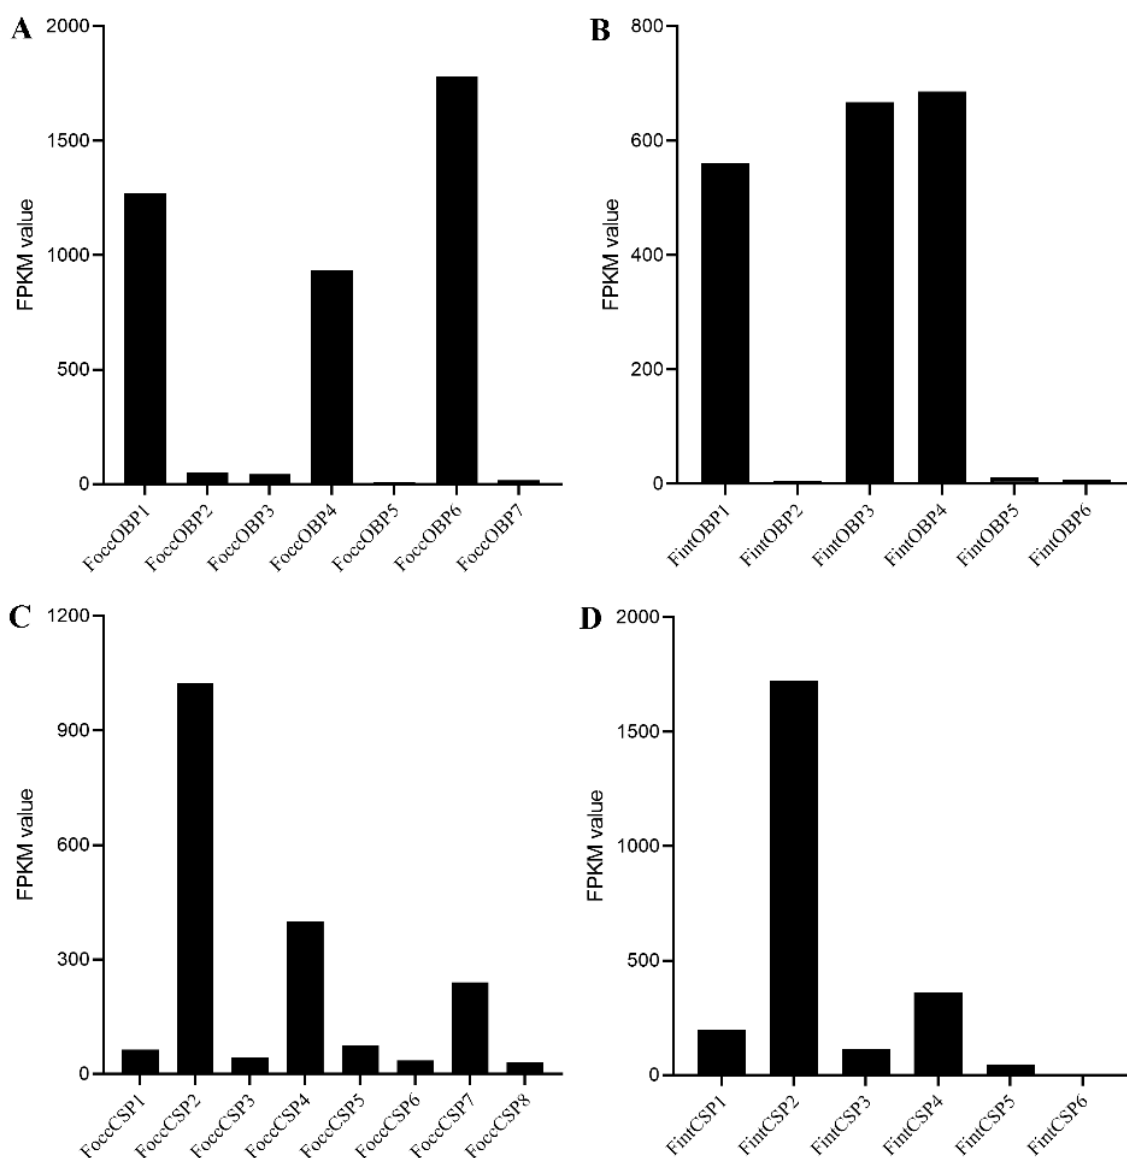 A
FPKM value
2000
1500
1000
500
0
FoccOBP1
FoccOBP2
FoccOBP3
FoccOBP4
FoccOBP5
FoccOBP6
FoccOBP7
B
FPKM value
800
600
400
200
0
FintOBP1
FintOBP2
FintOBP3
FintOBP4
FintOBP5
FintOBP6
C
FPKM value
1200
900
600
300
0
FoccCSP1
FoccCSP2
FoccCSP3
FoccCSP4
FoccCSP5
FoccCSP6
FoccCSP7
FoccCSP8
D
FPKM value
2000
1500
1000
500
0
FintCSP1
FintCSP2
FintCSP3
FintCSP4
FintCSP5
FintCSP6